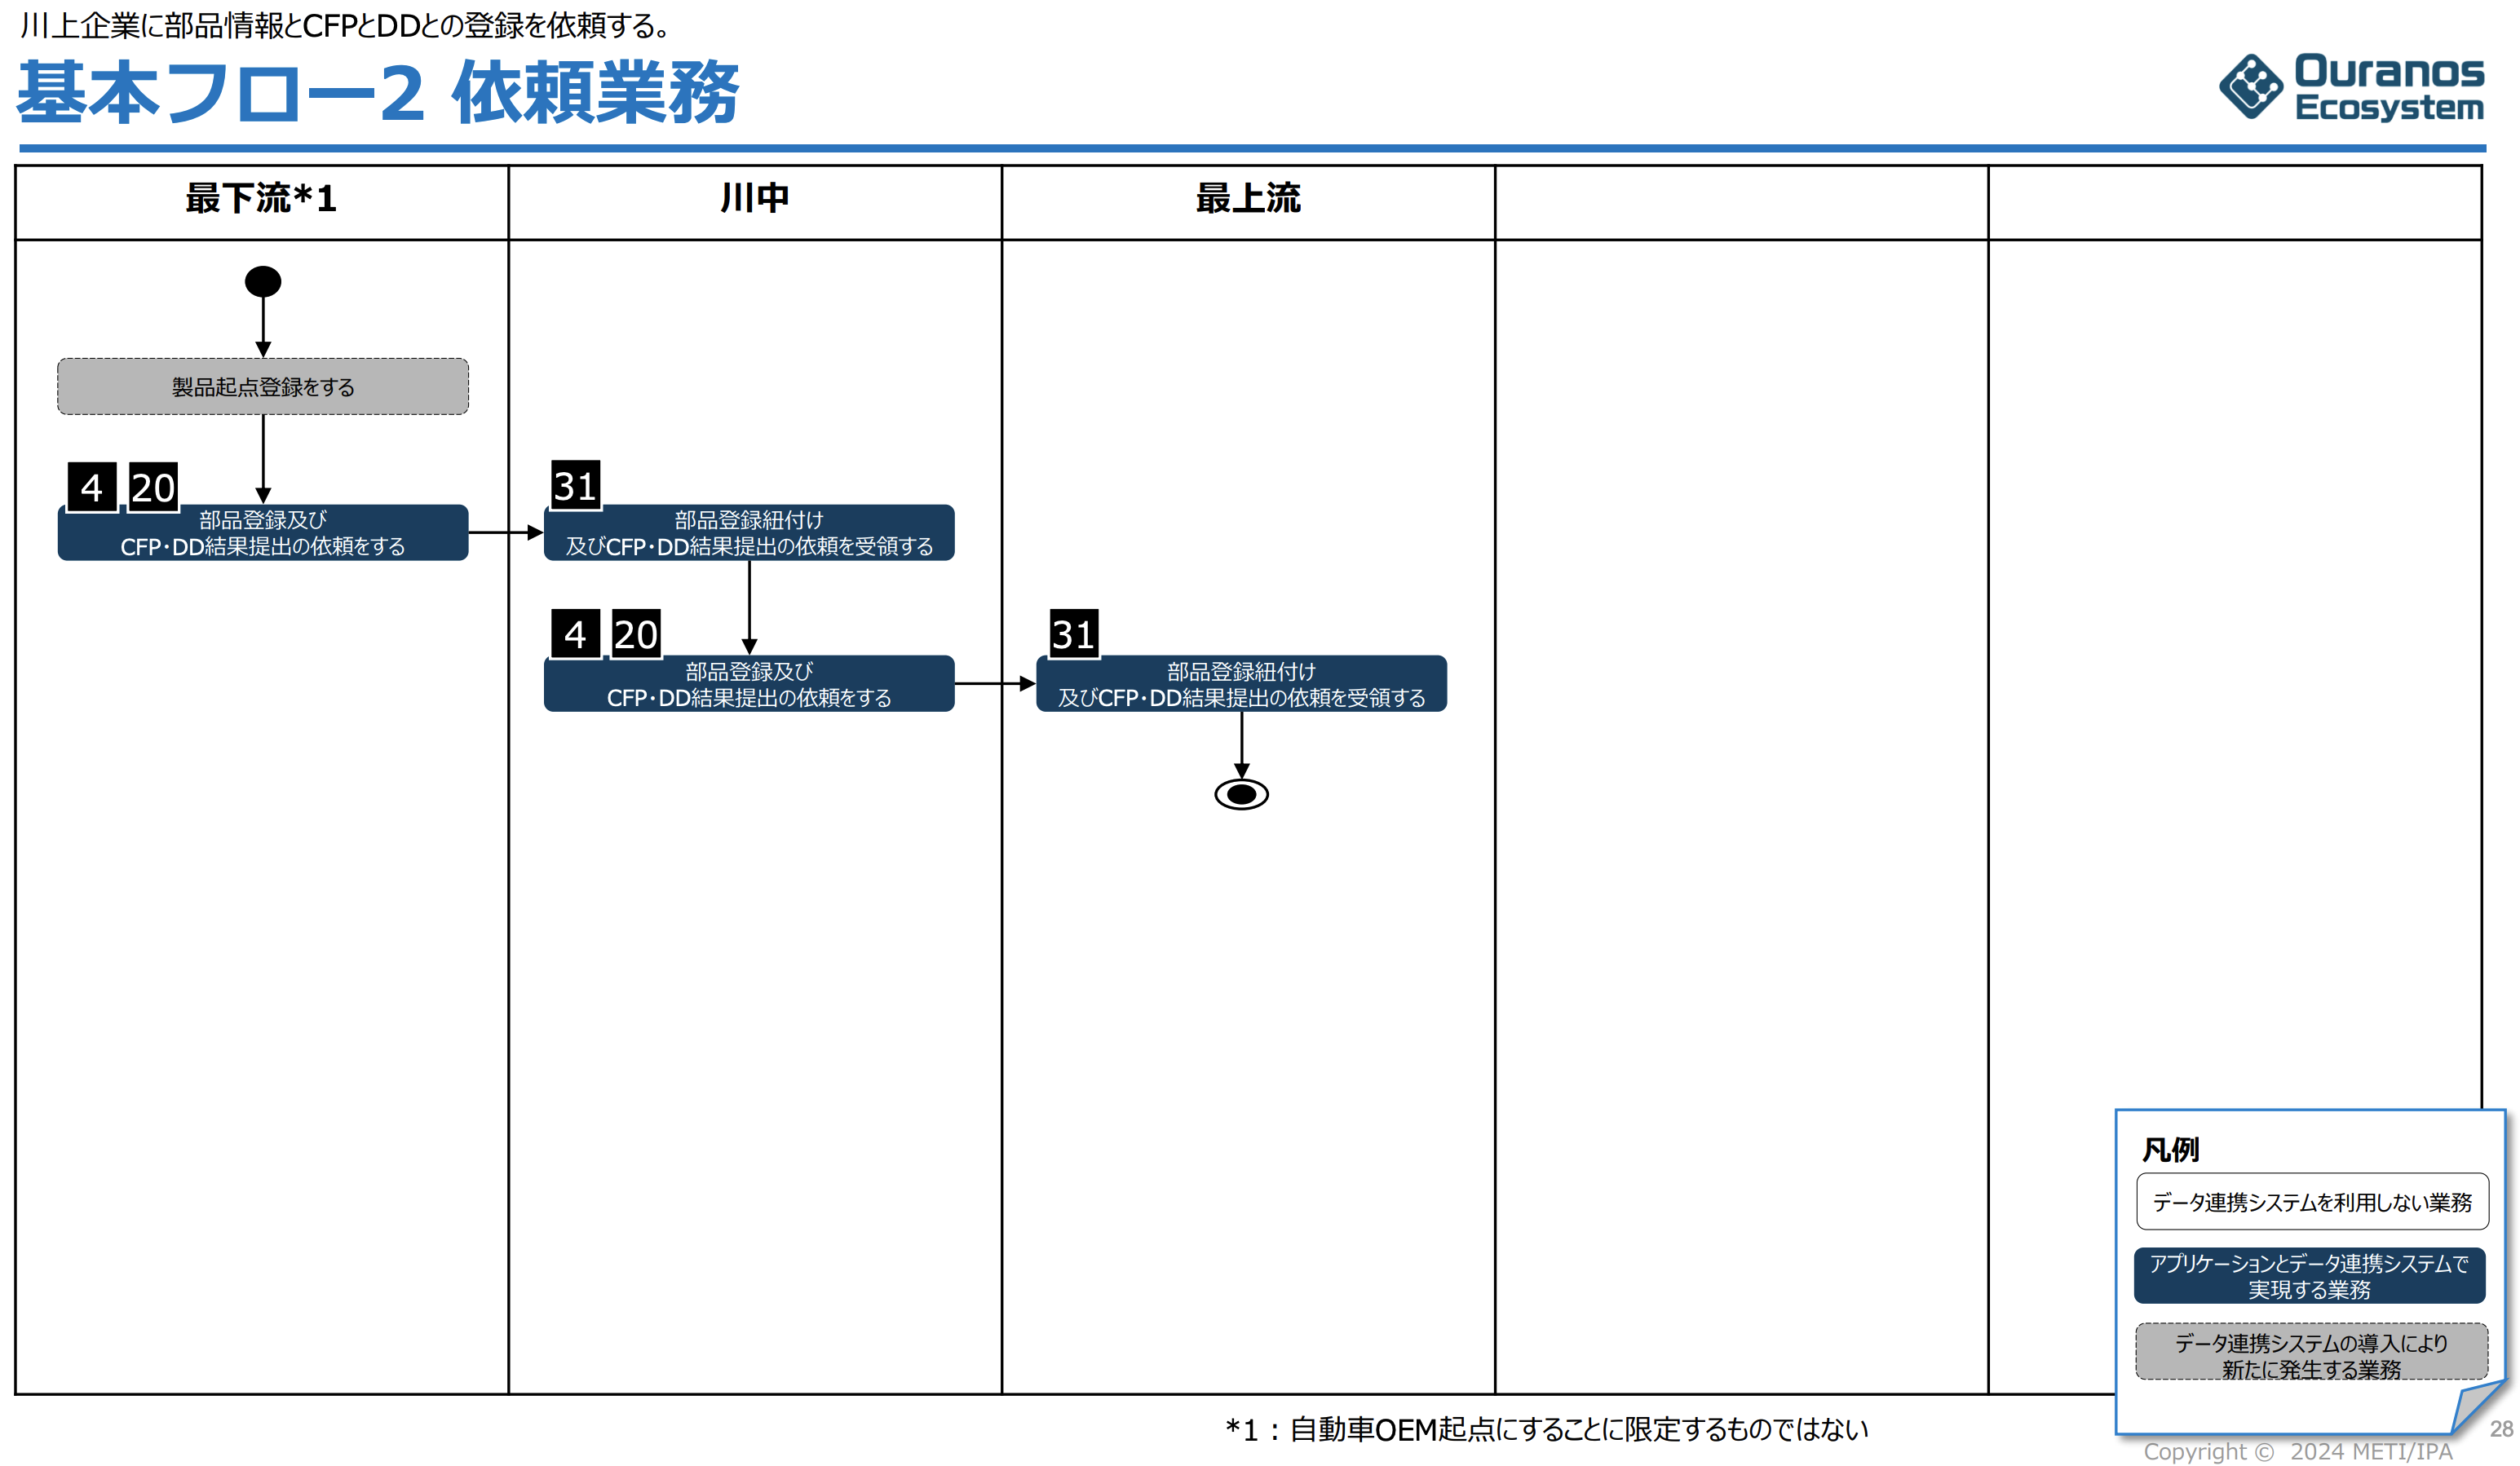 川上企業に部品情報とCFPとDDとの登録を依頼する。
基本フロー2 依頼業務
Ouranos
Ecosystem
最下流*1
川中
最上流
製品起点登録をする
4 20
部品登録及び
CFP・DD結果提出の依頼をする
31
部品登録紐付け
及びCFP・DD結果提出の依頼を受領する
4 20
部品登録及び
CFP・DD結果提出の依頼をする
31
部品登録紐付け
及びCFP・DD結果提出の依頼を受領する
凡例
データ連携システムを利用しない業務
アプリケーションとデータ連携システムで
実現する業務
データ連携システムの導入により
新たに発生する業務
*1：自動車OEM起点にすることに限定するものではない
28
Copyright © 2024 METI/IPA